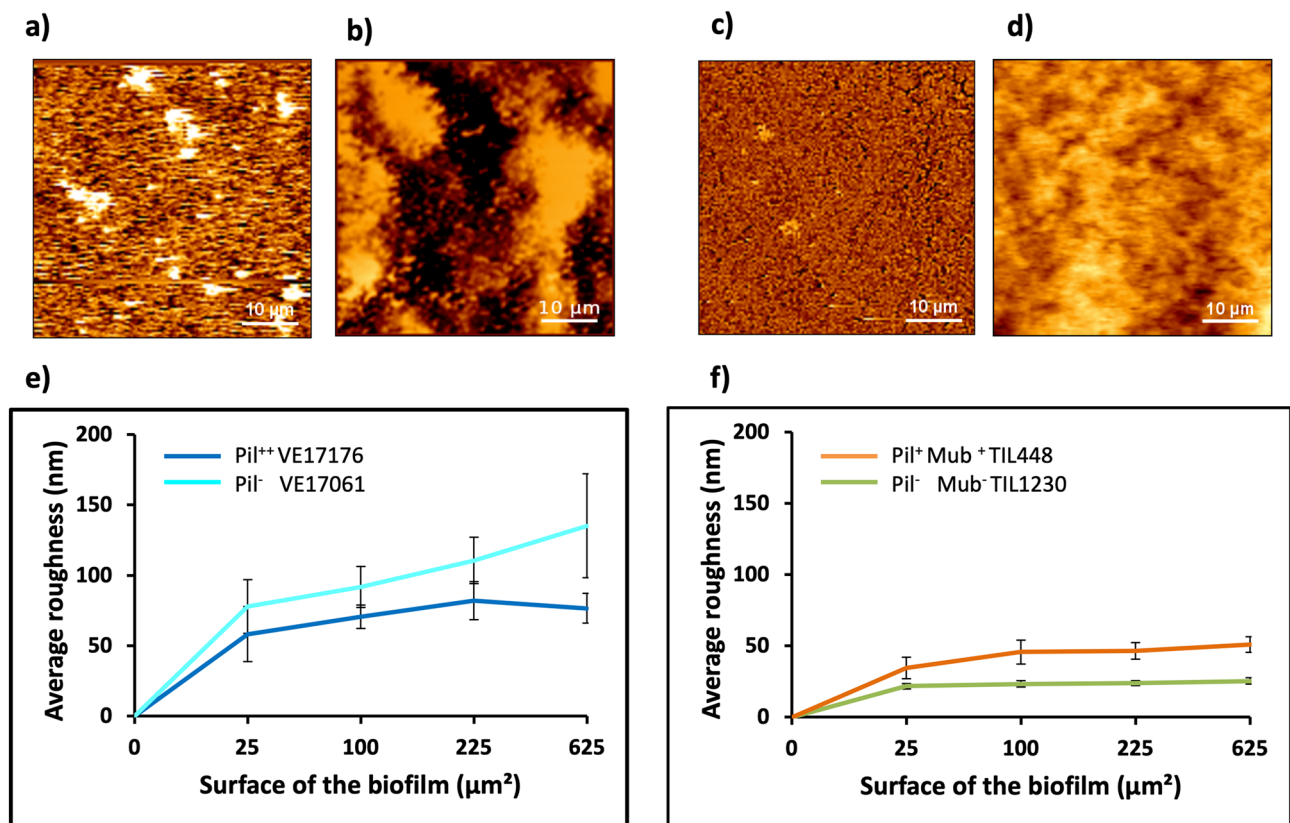 a)
b)
c)
d)
10 µm
10 µm
10 µm
10 µm
e)
f)
200
150
100
50
0
Average roughness (nm)
Pil⁺⁺ VE17176
Pil⁻ VE17061
0
25
100
225
625
Surface of the biofilm (µm²)
200
150
100
50
0
Average roughness (nm)
Pil⁺ Mub ⁺ TIL448
Pil⁻ Mub⁻ TIL1230
0
25
100
225
625
Surface of the biofilm (µm²)